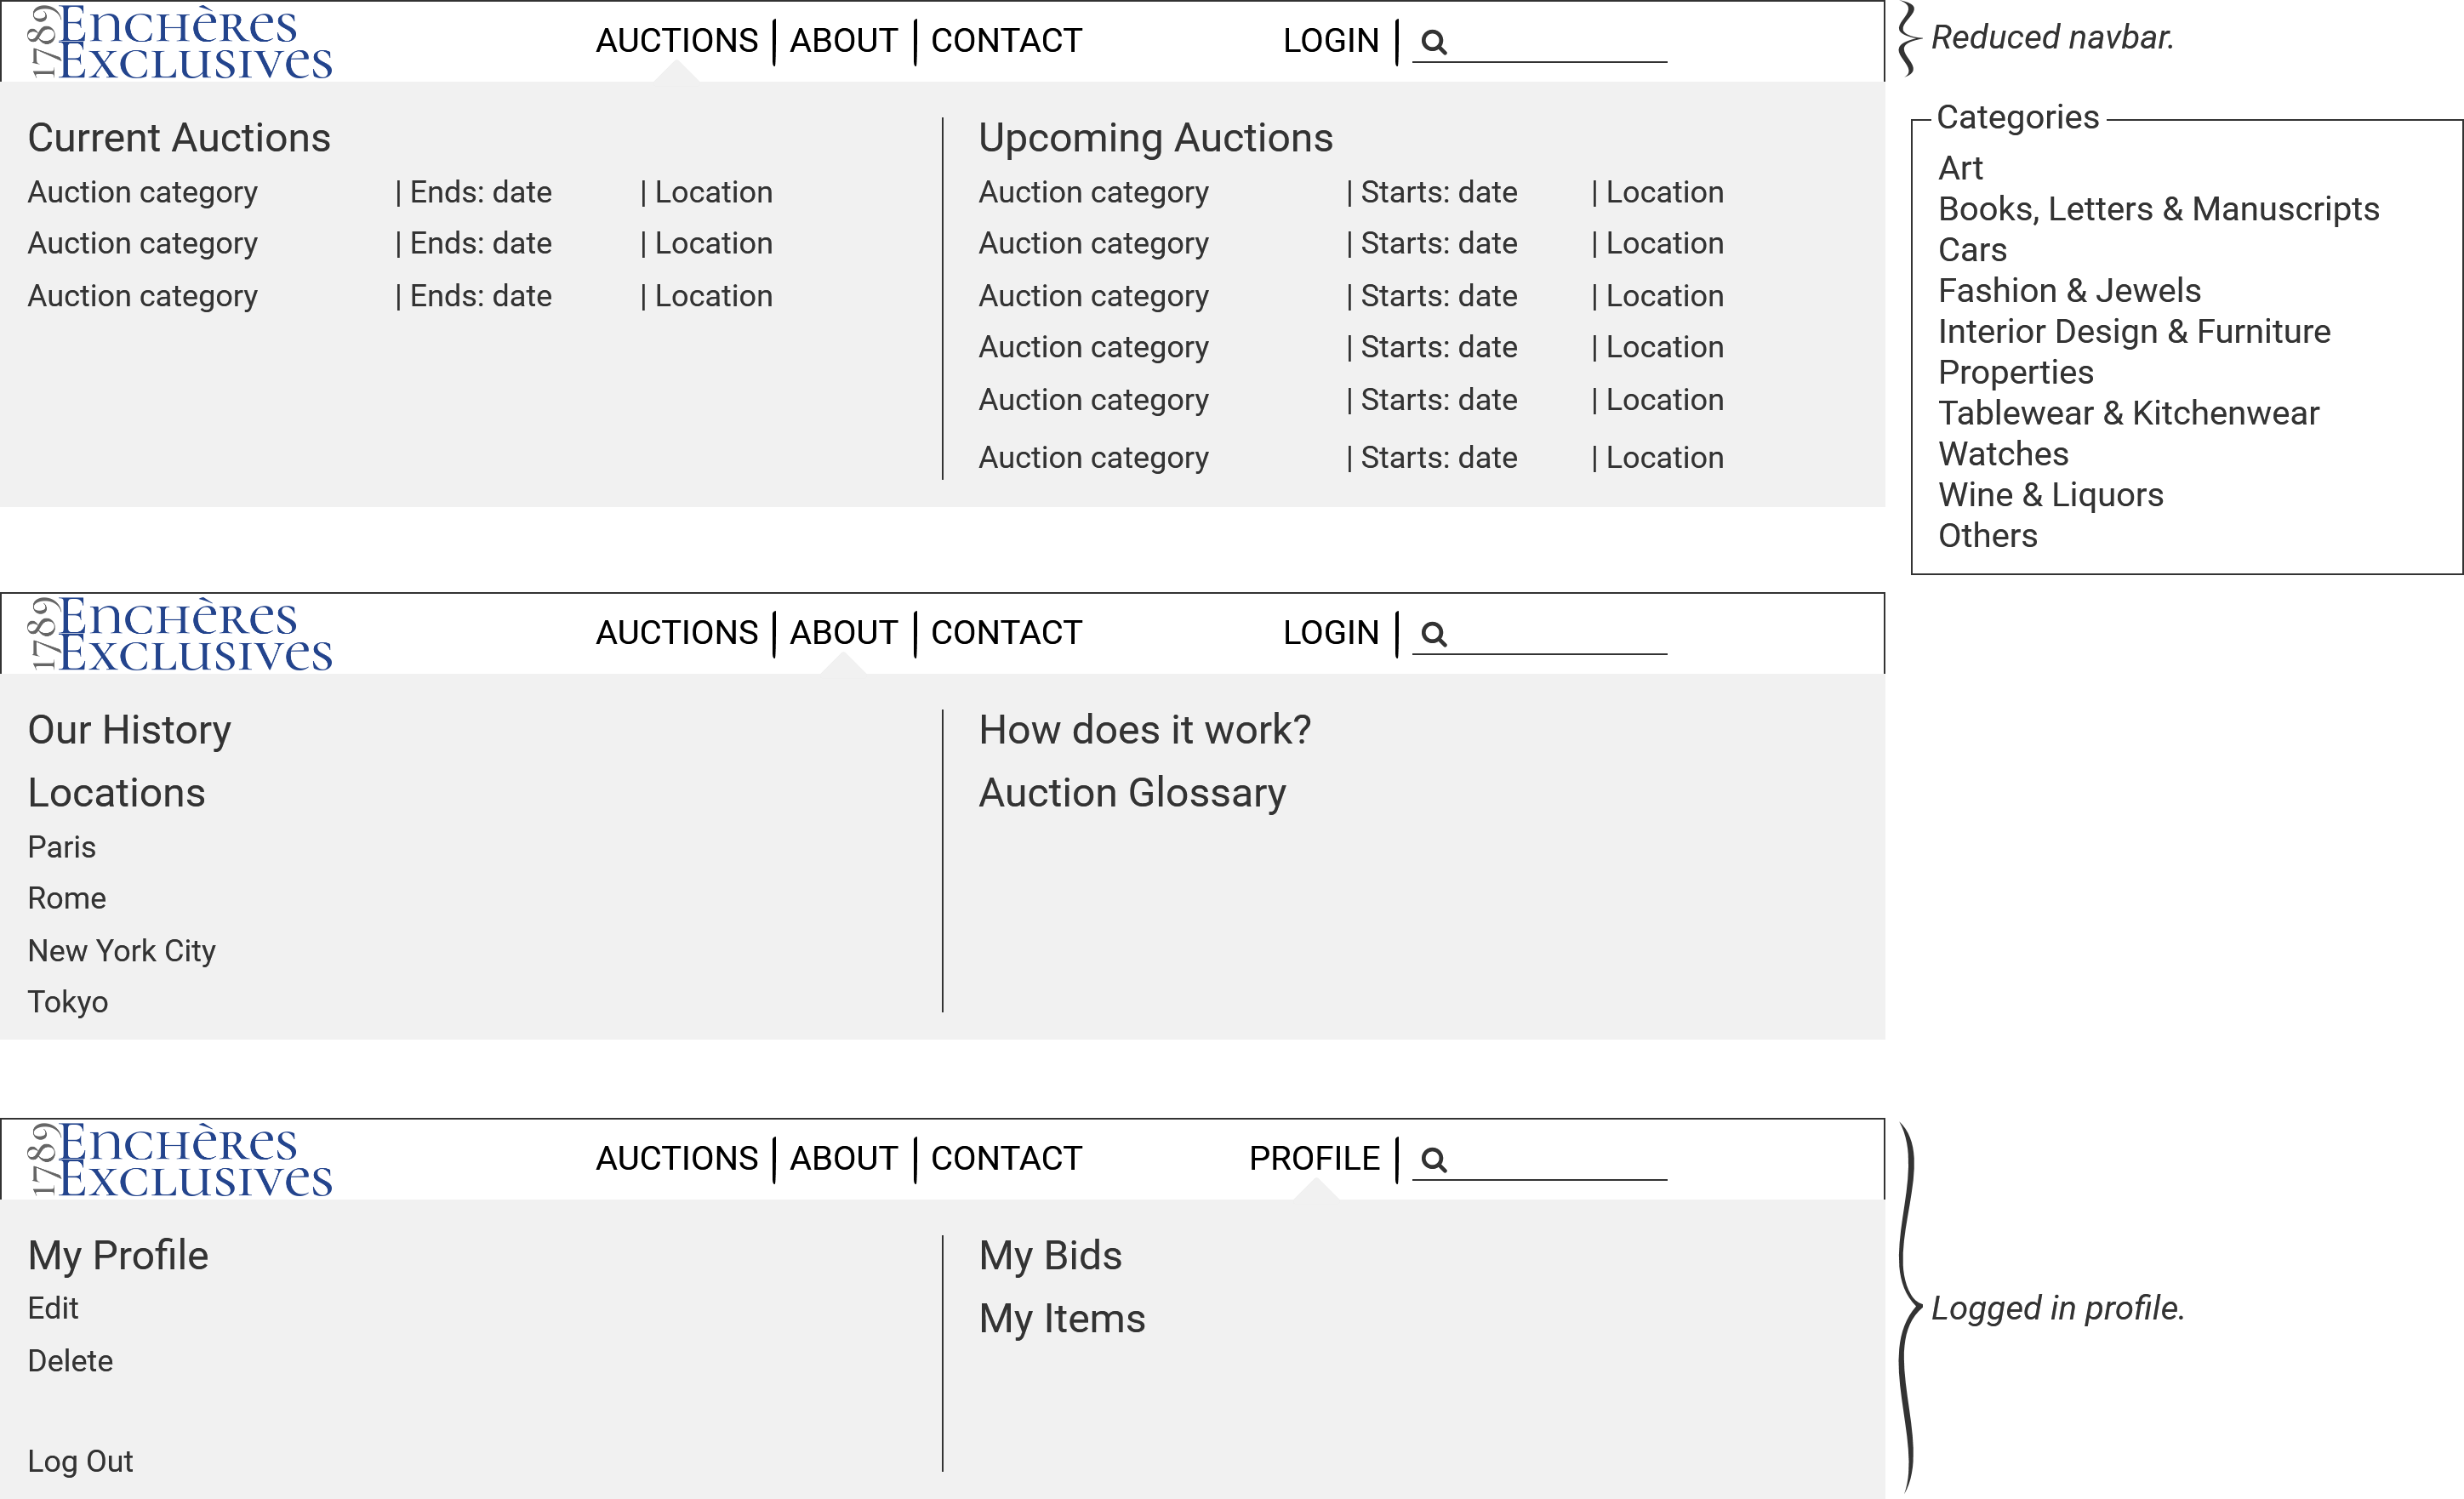 1789 Enchères
Exclusives
AUCTIONS | ABOUT | CONTACT
LOGIN |
Reduced navbar.
Current Auctions
Auction category | Ends: date | Location
Auction category | Ends: date | Location
Auction category | Ends: date | Location
Upcoming Auctions
Auction category | Starts: date | Location
Auction category | Starts: date | Location
Auction category | Starts: date | Location
Auction category | Starts: date | Location
Auction category | Starts: date | Location
Auction category | Starts: date | Location
Categories
Art
Books, Letters & Manuscripts
Cars
Fashion & Jewels
Interior Design & Furniture
Properties
Tablewear & Kitchenwear
Watches
Wine & Liquors
Others
1789 Enchères
Exclusives
AUCTIONS | ABOUT | CONTACT
LOGIN |
Our History
Locations
Paris
Rome
New York City
Tokyo
How does it work?
Auction Glossary
1789 Enchères
Exclusives
AUCTIONS | ABOUT | CONTACT
PROFILE |
My Profile
Edit
Delete
Log Out
My Bids
My Items
Logged in profile.